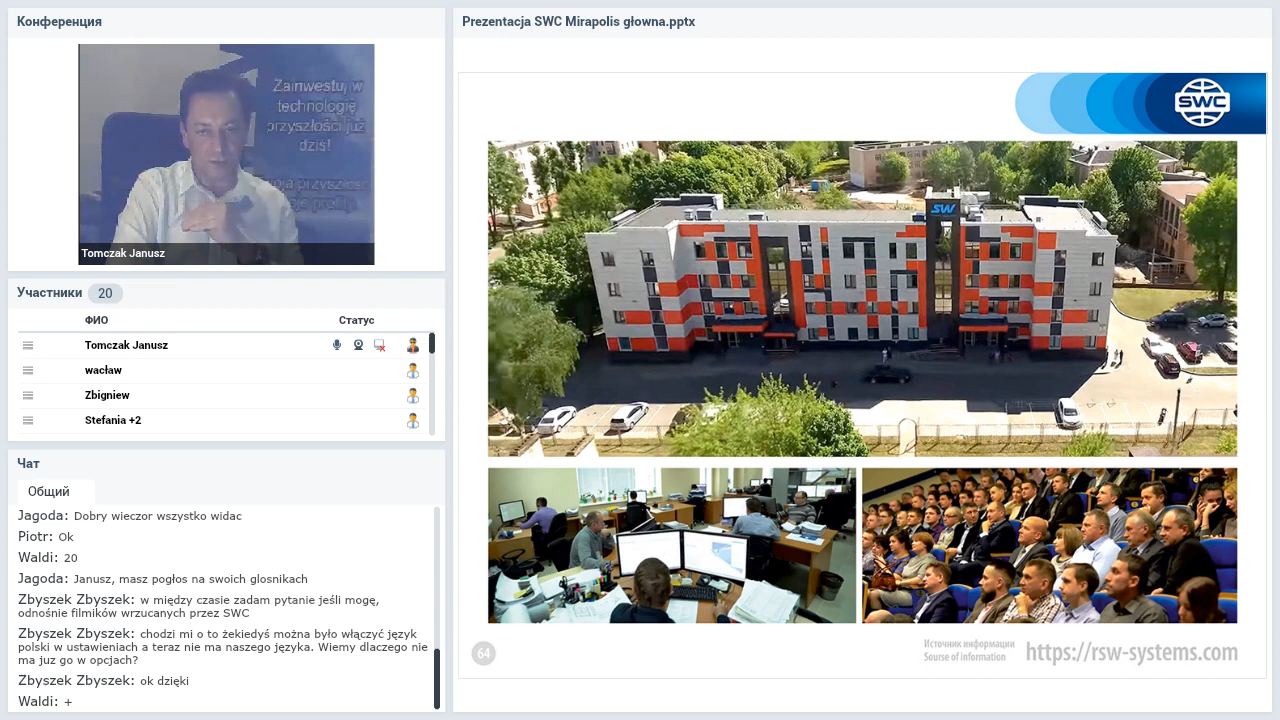 Конференция
Zainwestuj w
technologię
przyszłości już
dziś!
Tomczak Janusz
Участники 20
ФИО Статус
Tomczak Janusz
wacław
Zbigniew
Stefania +2
Чат
Общий
Jagoda: Dobry wieczor wszystko widac
Piotr: Ok
Waldi: 20
Jagoda: Janusz, masz pogłos na swoich glosnikach
Zbyszek Zbyszek: w między czasie zadam pytanie jeśli mogę,
odnośnie filmików wrzucanych przez SWC
Zbyszek Zbyszek: chodzi mi o to żekiedyś można było włączyć język
polski w ustawieniach a teraz nie ma naszego języka. Wiemy dlaczego nie
ma juz go w opcjach?
Zbyszek Zbyszek: ok dzięki
Waldi: +
Prezentacja SWC Mirapolis głowna.pptx
SWC
SW
64
Источник информации
Sourse of information
https://rsw-systems.com